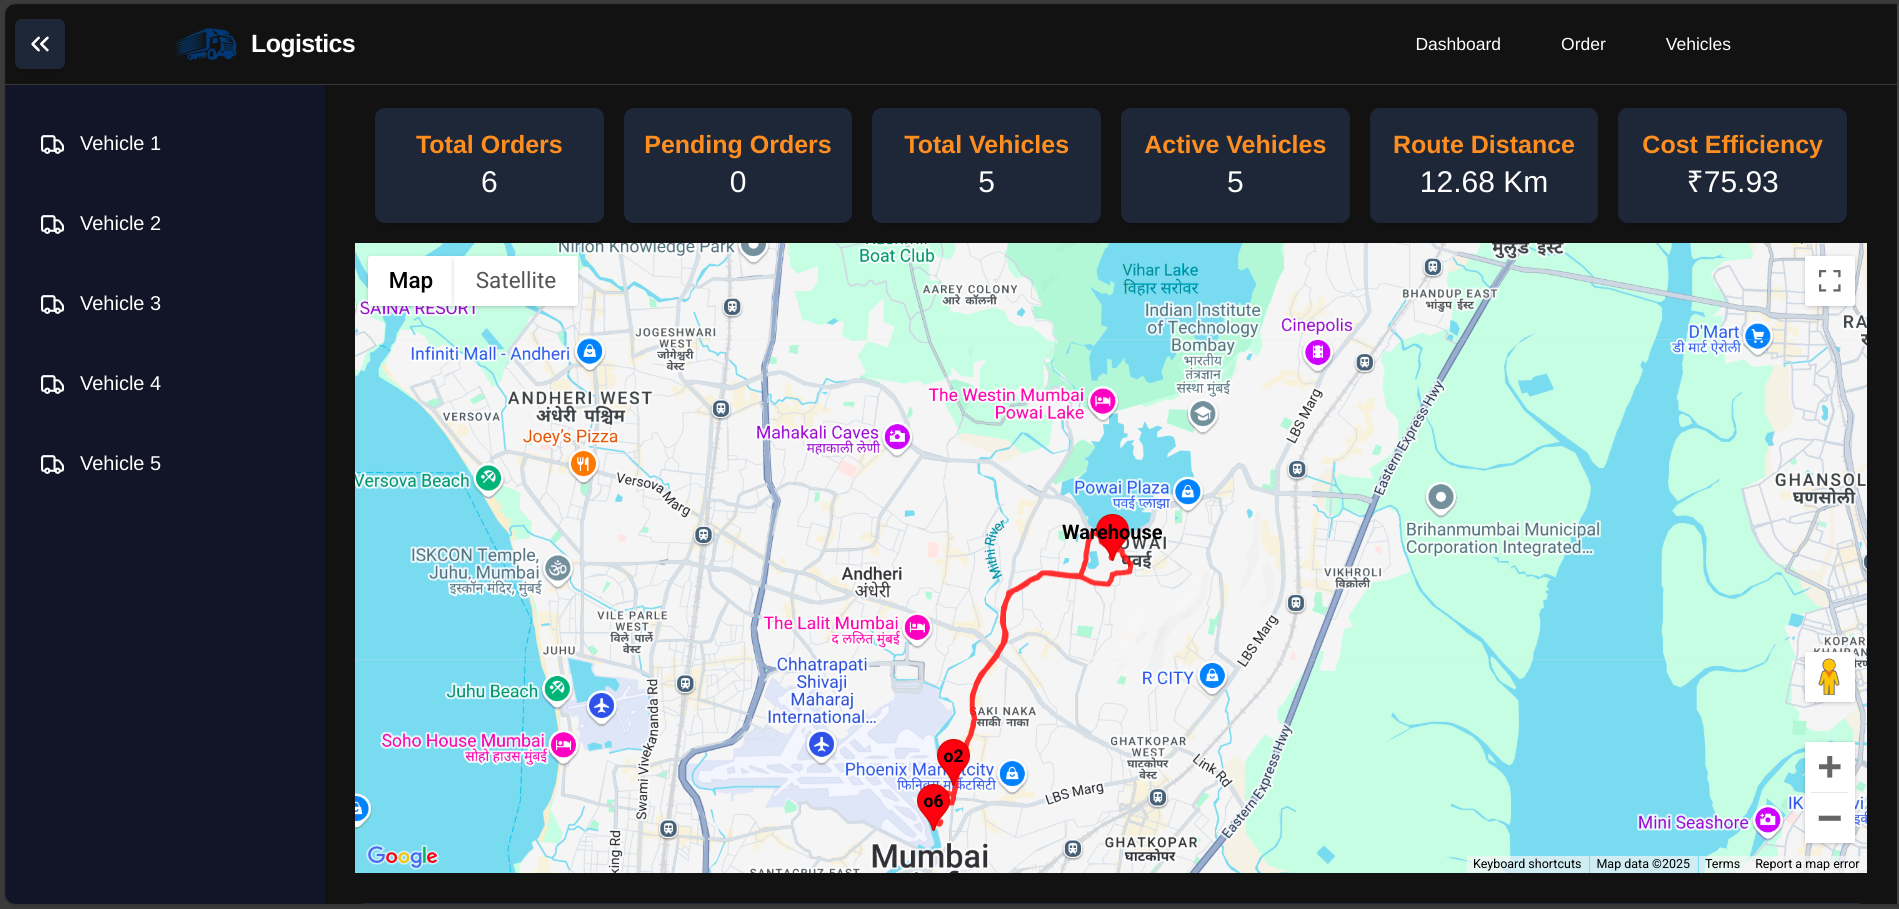 Logistics
Dashboard
Order
Vehicles
Vehicle 1
Vehicle 2
Vehicle 3
Vehicle 4
Vehicle 5
Total Orders
6
Pending Orders
0
Total Vehicles
5
Active Vehicles
5
Route Distance
12.68 Km
Cost Efficiency
₹75.93
Map
Satellite
Nirlon Knowledge Park
Boat Club
AAREY COLONY
आरे कॉलनी
Vihar Lake
विहार सरोवर
मुलुंड इस्ट
BHANDUP EAST
भांडुप ईस्ट
SAINA RESORT
JOGESHWARI
WEST
जोगेश्वरी
वेस्ट
Indian Institute
of Technology
Bombay
भारतीय
तंत्रज्ञान
संस्था मुंबई
Cinepolis
D'Mart
डी मार्ट ऐरोली
Infiniti Mall - Andheri
ANDHERI WEST
अंधेरी पश्चिम
VERSOVA
Joey's Pizza
The Westin Mumbai
Powai Lake
Mahakali Caves
महाकाली लेणी
LBS Marg
Eastern Express Hwy
Versova Beach
Versova Marg
Powai Plaza
पवई प्लाझा
GHANSOL
घणसोली
Brihanmumbai Municipal
Corporation Integrated...
Warehouse
पवई
Mithi River
ISKCON Temple,
Juhu, Mumbai
इस्कॉन मंदिर, मुंबई
Andheri
अंधेरी
VIKHROLI
विक्रोली
VILE PARLE
WEST
विले पार्ले
वेस्ट
The Lalit Mumbai
द ललित मुंबई
JUHU
LBS Marg
KOPAR
Chhatrapati
Shivaji
Maharaj
International...
R CITY
Juhu Beach
Swami Vivekananda Rd
SAKI NAKA
साकी नाका
Soho House Mumbai
सोहो हाउस मुंबई
GHATKOPAR
WEST
घाटकोपर
वेस्ट
Link Rd
Eastern Express Hwy
o2
Phoenix Marketcity
फिनिक्स मार्केटसिटी
o6
LBS Marg
Mini Seashore
GHATKOPAR
घाटकोपर
Mumbai
SANTACRUZ EAST
king Rd
Google
Keyboard shortcuts
Map data ©2025
Terms
Report a map error